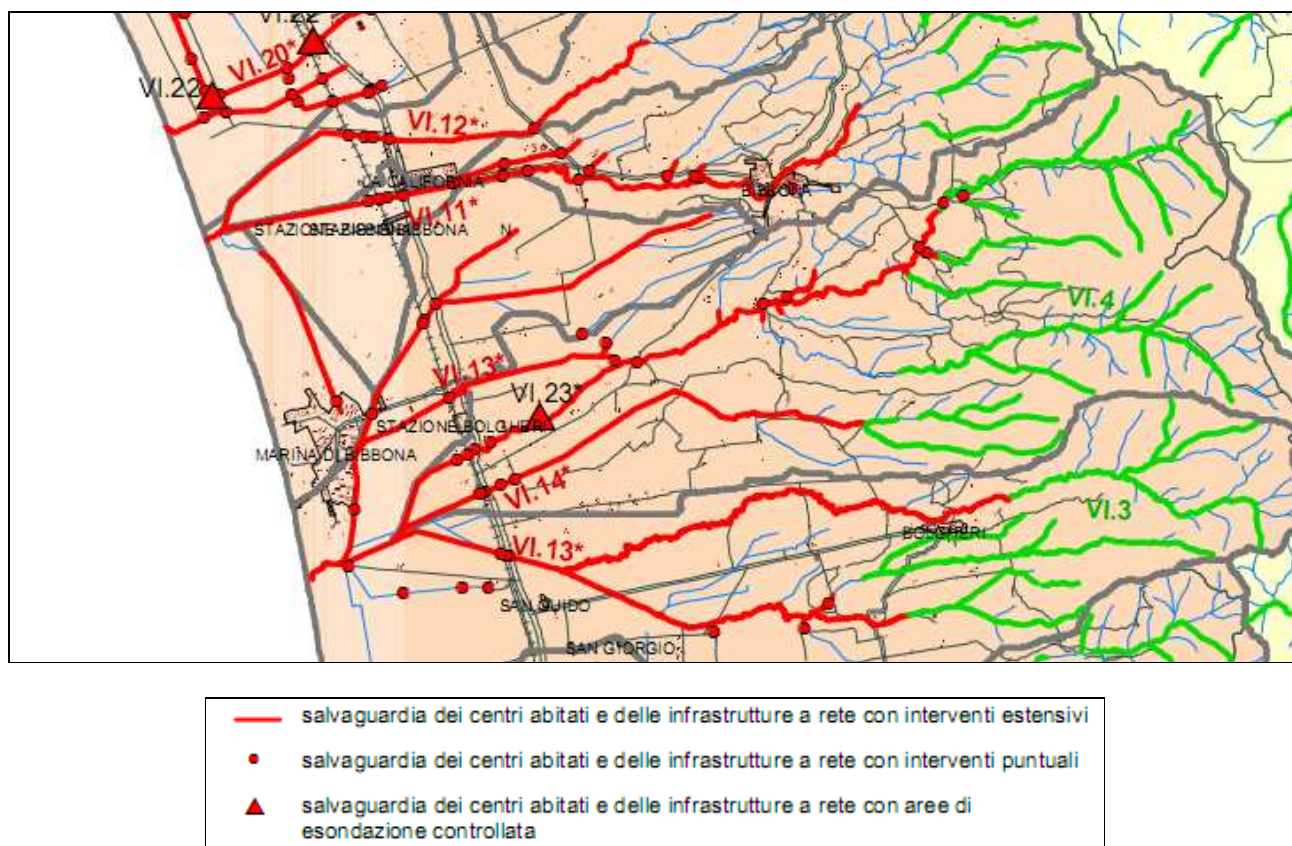 VI.22
VI.20*
VI.22
VI.12*
LA CALIFORNIA
BIBBONA
VI.11*
VI.4
VI.13*
VI.23*
STAZIONE BOLGHERI
MARINA DI BIBBONA
VI.14*
VI.3
BOLGHERI
VI.13*
SAN GUIDO
SAN GIORGIO
salvaguardia dei centri abitati e delle infrastrutture a rete con interventi estensivi
salvaguardia dei centri abitati e delle infrastrutture a rete con interventi puntuali
salvaguardia dei centri abitati e delle infrastrutture a rete con aree di
esondazione controllata